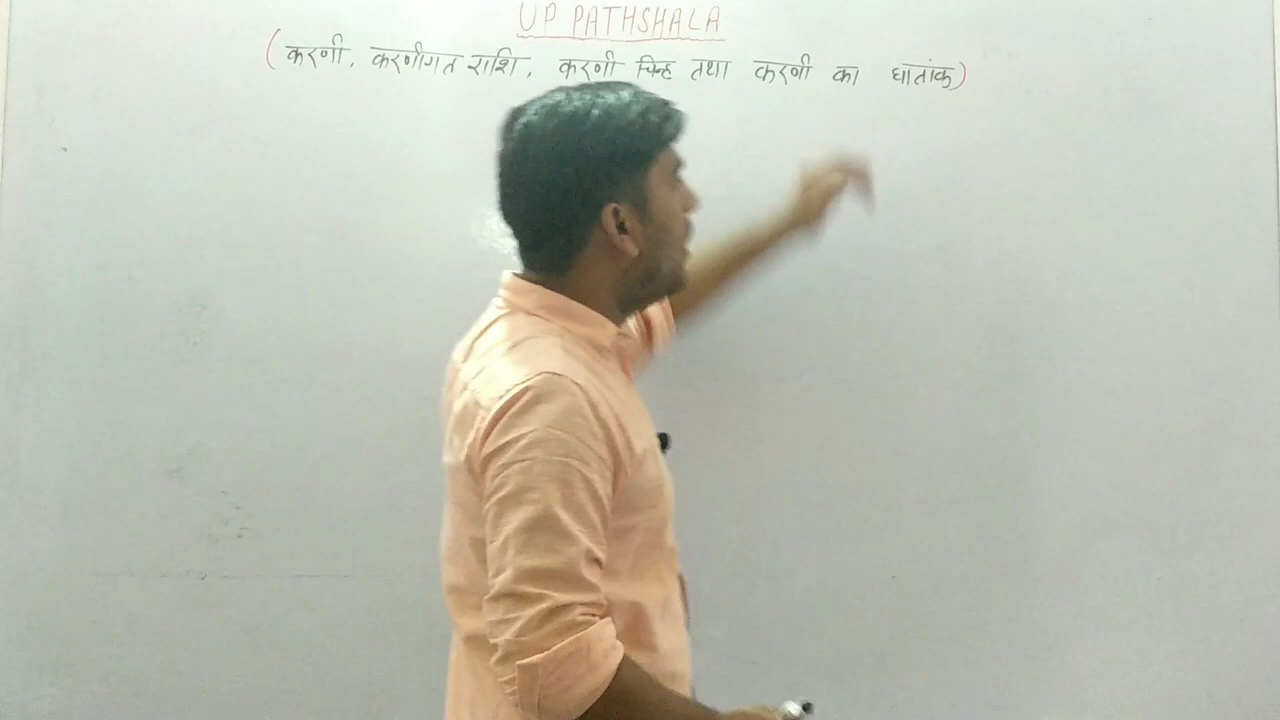 UP PATHSHALA
(करणी, करणीगत राशि, करणी चिन्ह तथा करणी का घातांक)